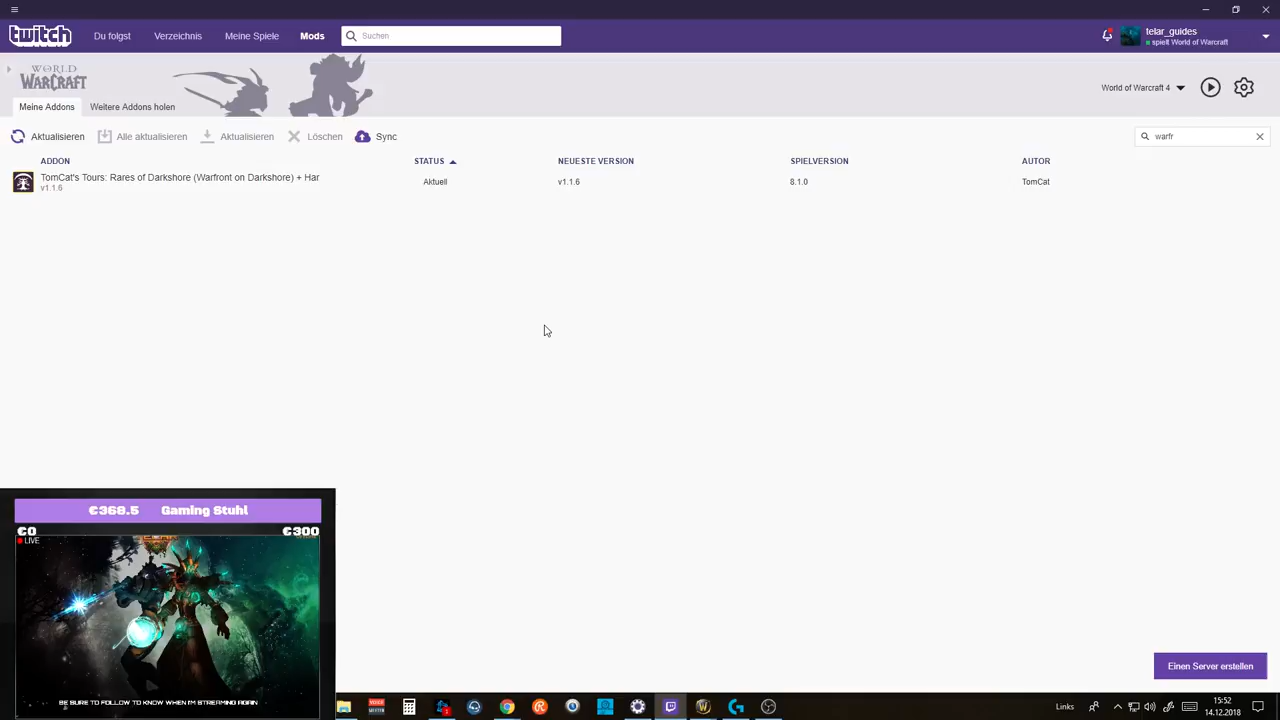 twitch
Du folgst
Verzeichnis
Meine Spiele
Mods
Suchen
telar_guides
spielt World of Warcraft
WORLD
WARCRAFT
World of Warcraft 4
Meine Addons
Weitere Addons holen
Aktualisieren
Alle aktualisieren
Aktualisieren
Löschen
Sync
warfr
ADDON
STATUS
NEUESTE VERSION
SPIELVERSION
AUTOR
TomCat's Tours: Rares of Darkshore (Warfront on Darkshore) + Har
v1.1.6
Aktuell
v1.1.6
8.1.0
TomCat
€368.5 Gaming Stuhl
€0
€300
LIVE
BE SURE TO FOLLOW TO KNOW WHEN I'M STREAMING AGAIN
Einen Server erstellen
Links
15:52
14.12.2018